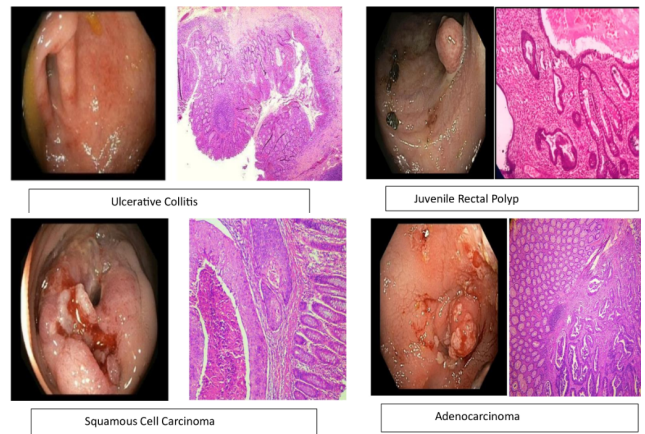 Ulcerative Collitis
Juvenile Rectal Polyp
Squamous Cell Carcinoma
Adenocarcinoma